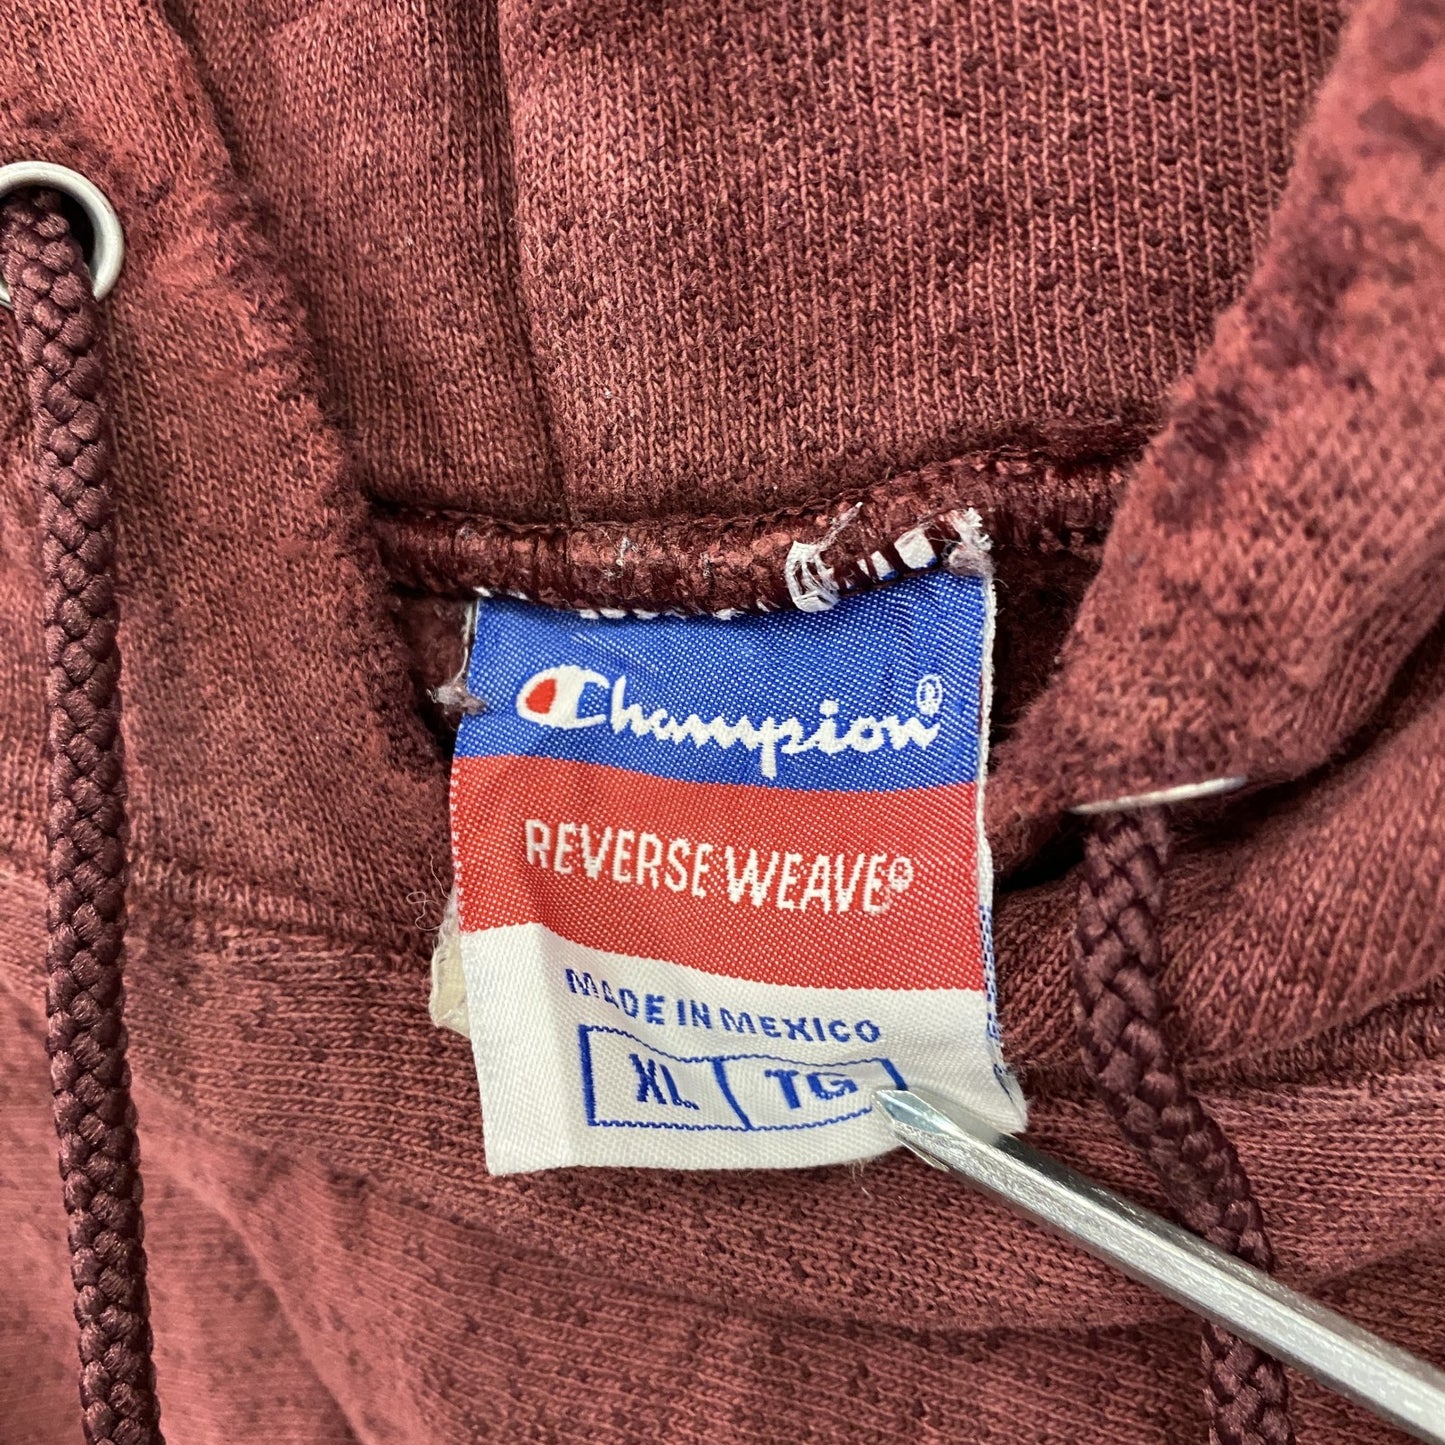 Champion®
REVERSE WEAVE®
MADE IN MEXICO
XL TG